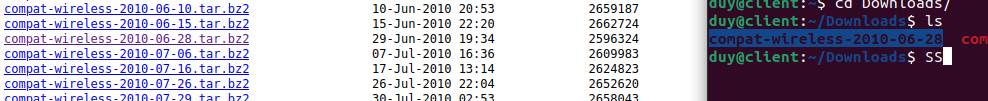 compat-wireless-2010-06-10.tar.bz2 10-Jun-2010 20:53 2659187
compat-wireless-2010-06-15.tar.bz2 15-Jun-2010 22:20 2662724
compat-wireless-2010-06-28.tar.bz2 29-Jun-2010 19:34 2596324
compat-wireless-2010-07-06.tar.bz2 07-Jul-2010 16:36 2609983
compat-wireless-2010-07-16.tar.bz2 17-Jul-2010 13:14 2624823
compat-wireless-2010-07-26.tar.bz2 26-Jul-2010 22:04 2652620
compat-wireless-2010-07-29.tar.bz2 30-Jul-2010 02:53 2658043
duy@client:~$ cd Downloads/
duy@client:~/Downloads$ ls
compat-wireless-2010-06-28 com
duy@client:~/Downloads$ SS